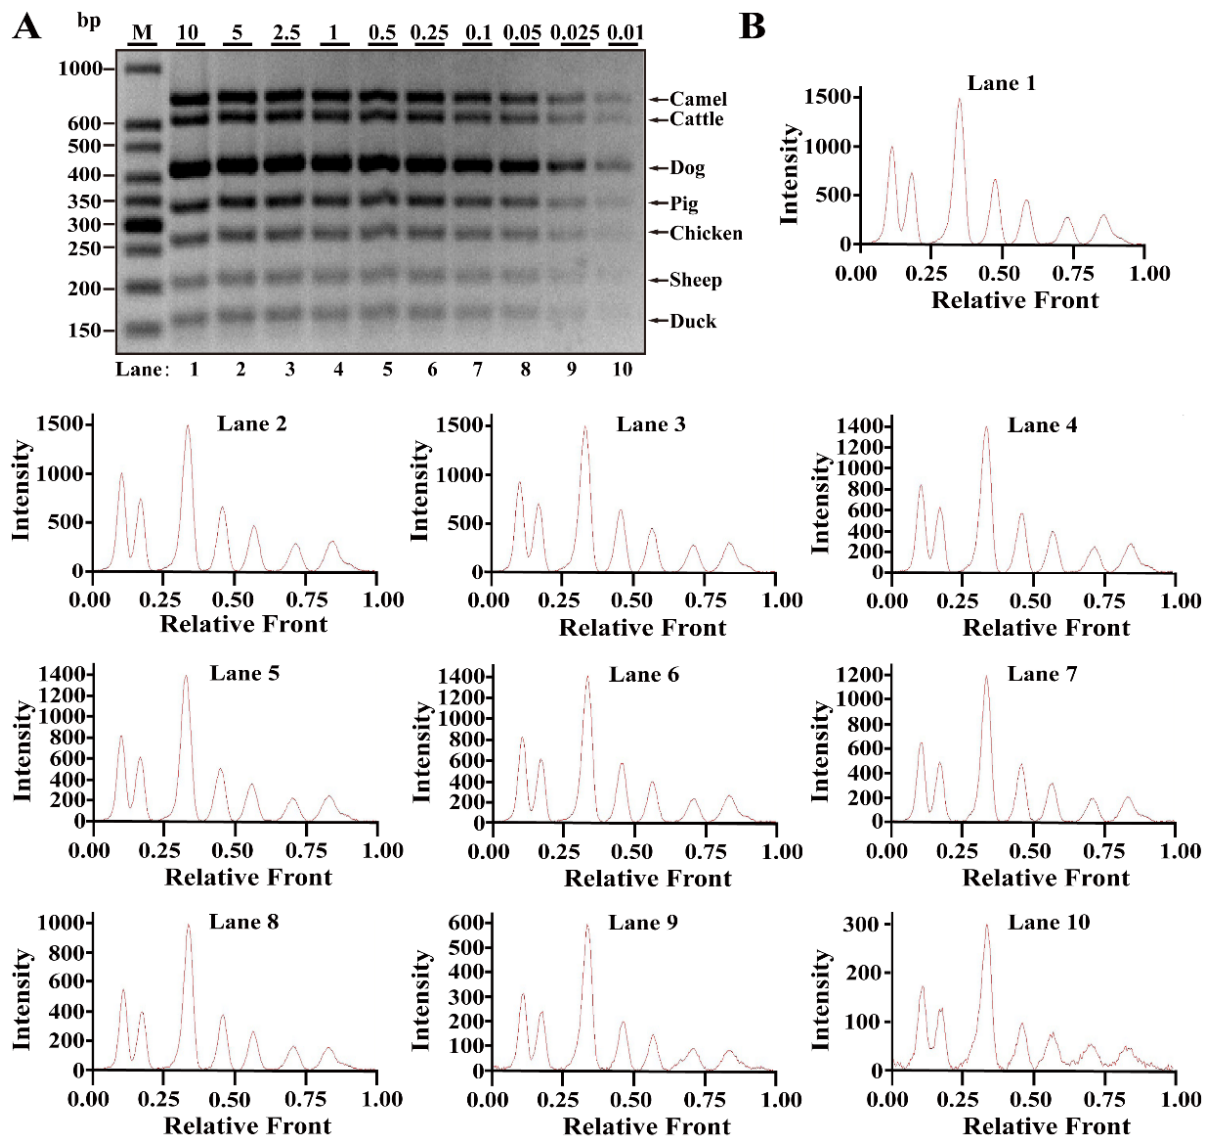 A bp M 10 5 2.5 1 0.5 0.25 0.1 0.05 0.025 0.01
1000
600
500
400
350
300
250
200
150
Camel
Cattle
Dog
Pig
Chicken
Sheep
Duck
Lane: 1 2 3 4 5 6 7 8 9 10
B
Lane 1
Intensity
1500
1000
500
0
0.00 0.25 0.50 0.75 1.00
Relative Front
Lane 2
Intensity
1500
1000
500
0
0.00 0.25 0.50 0.75 1.00
Relative Front
Lane 3
Intensity
1500
1000
500
0
0.00 0.25 0.50 0.75 1.00
Relative Front
Lane 4
Intensity
1400
1200
1000
800
600
400
200
0
0.00 0.25 0.50 0.75 1.00
Relative Front
Lane 5
Intensity
1400
1200
1000
800
600
400
200
0
0.00 0.25 0.50 0.75 1.00
Relative Front
Lane 6
Intensity
1400
1200
1000
800
600
400
200
0
0.00 0.25 0.50 0.75 1.00
Relative Front
Lane 7
Intensity
1200
1000
800
600
400
200
0
0.00 0.25 0.50 0.75 1.00
Relative Front
Lane 8
Intensity
1000
800
600
400
200
0
0.00 0.25 0.50 0.75 1.00
Relative Front
Lane 9
Intensity
600
500
400
300
200
100
0
0.00 0.25 0.50 0.75 1.00
Relative Front
Lane 10
Intensity
300
200
100
0
0.00 0.25 0.50 0.75 1.00
Relative Front